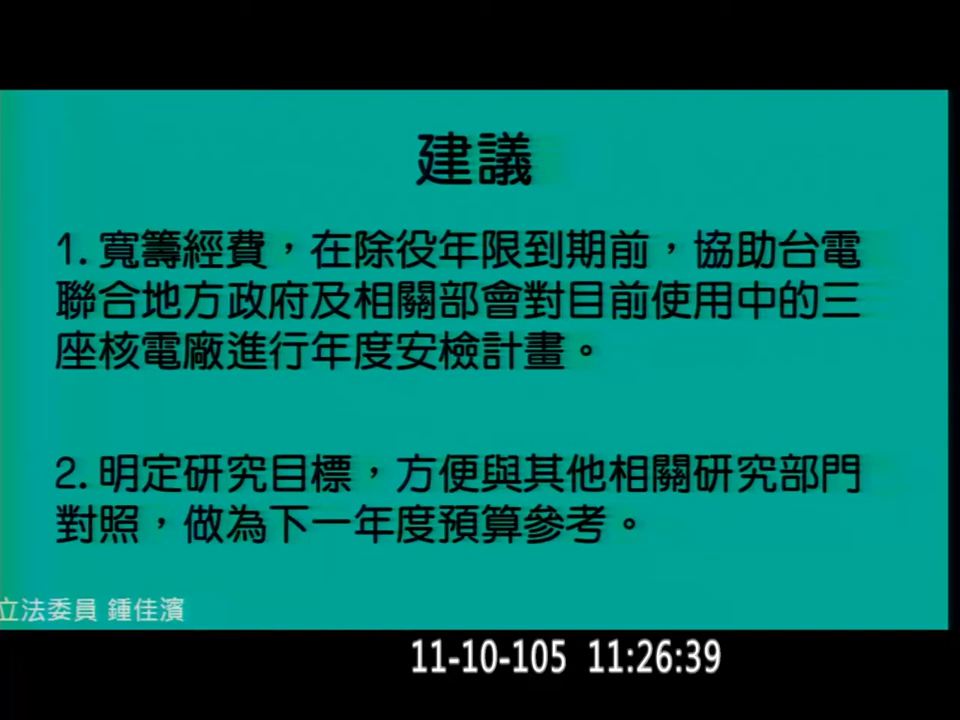 建議
1. 寬籌經費，在除役年限到期前，協助台電
聯合地方政府及相關部會對目前使用中的三
座核電廠進行年度安檢計畫。
2. 明定研究目標，方便與其他相關研究部門
對照，做為下一年度預算參考。
立法委員 鍾佳濱
11-10-105 11:26:39